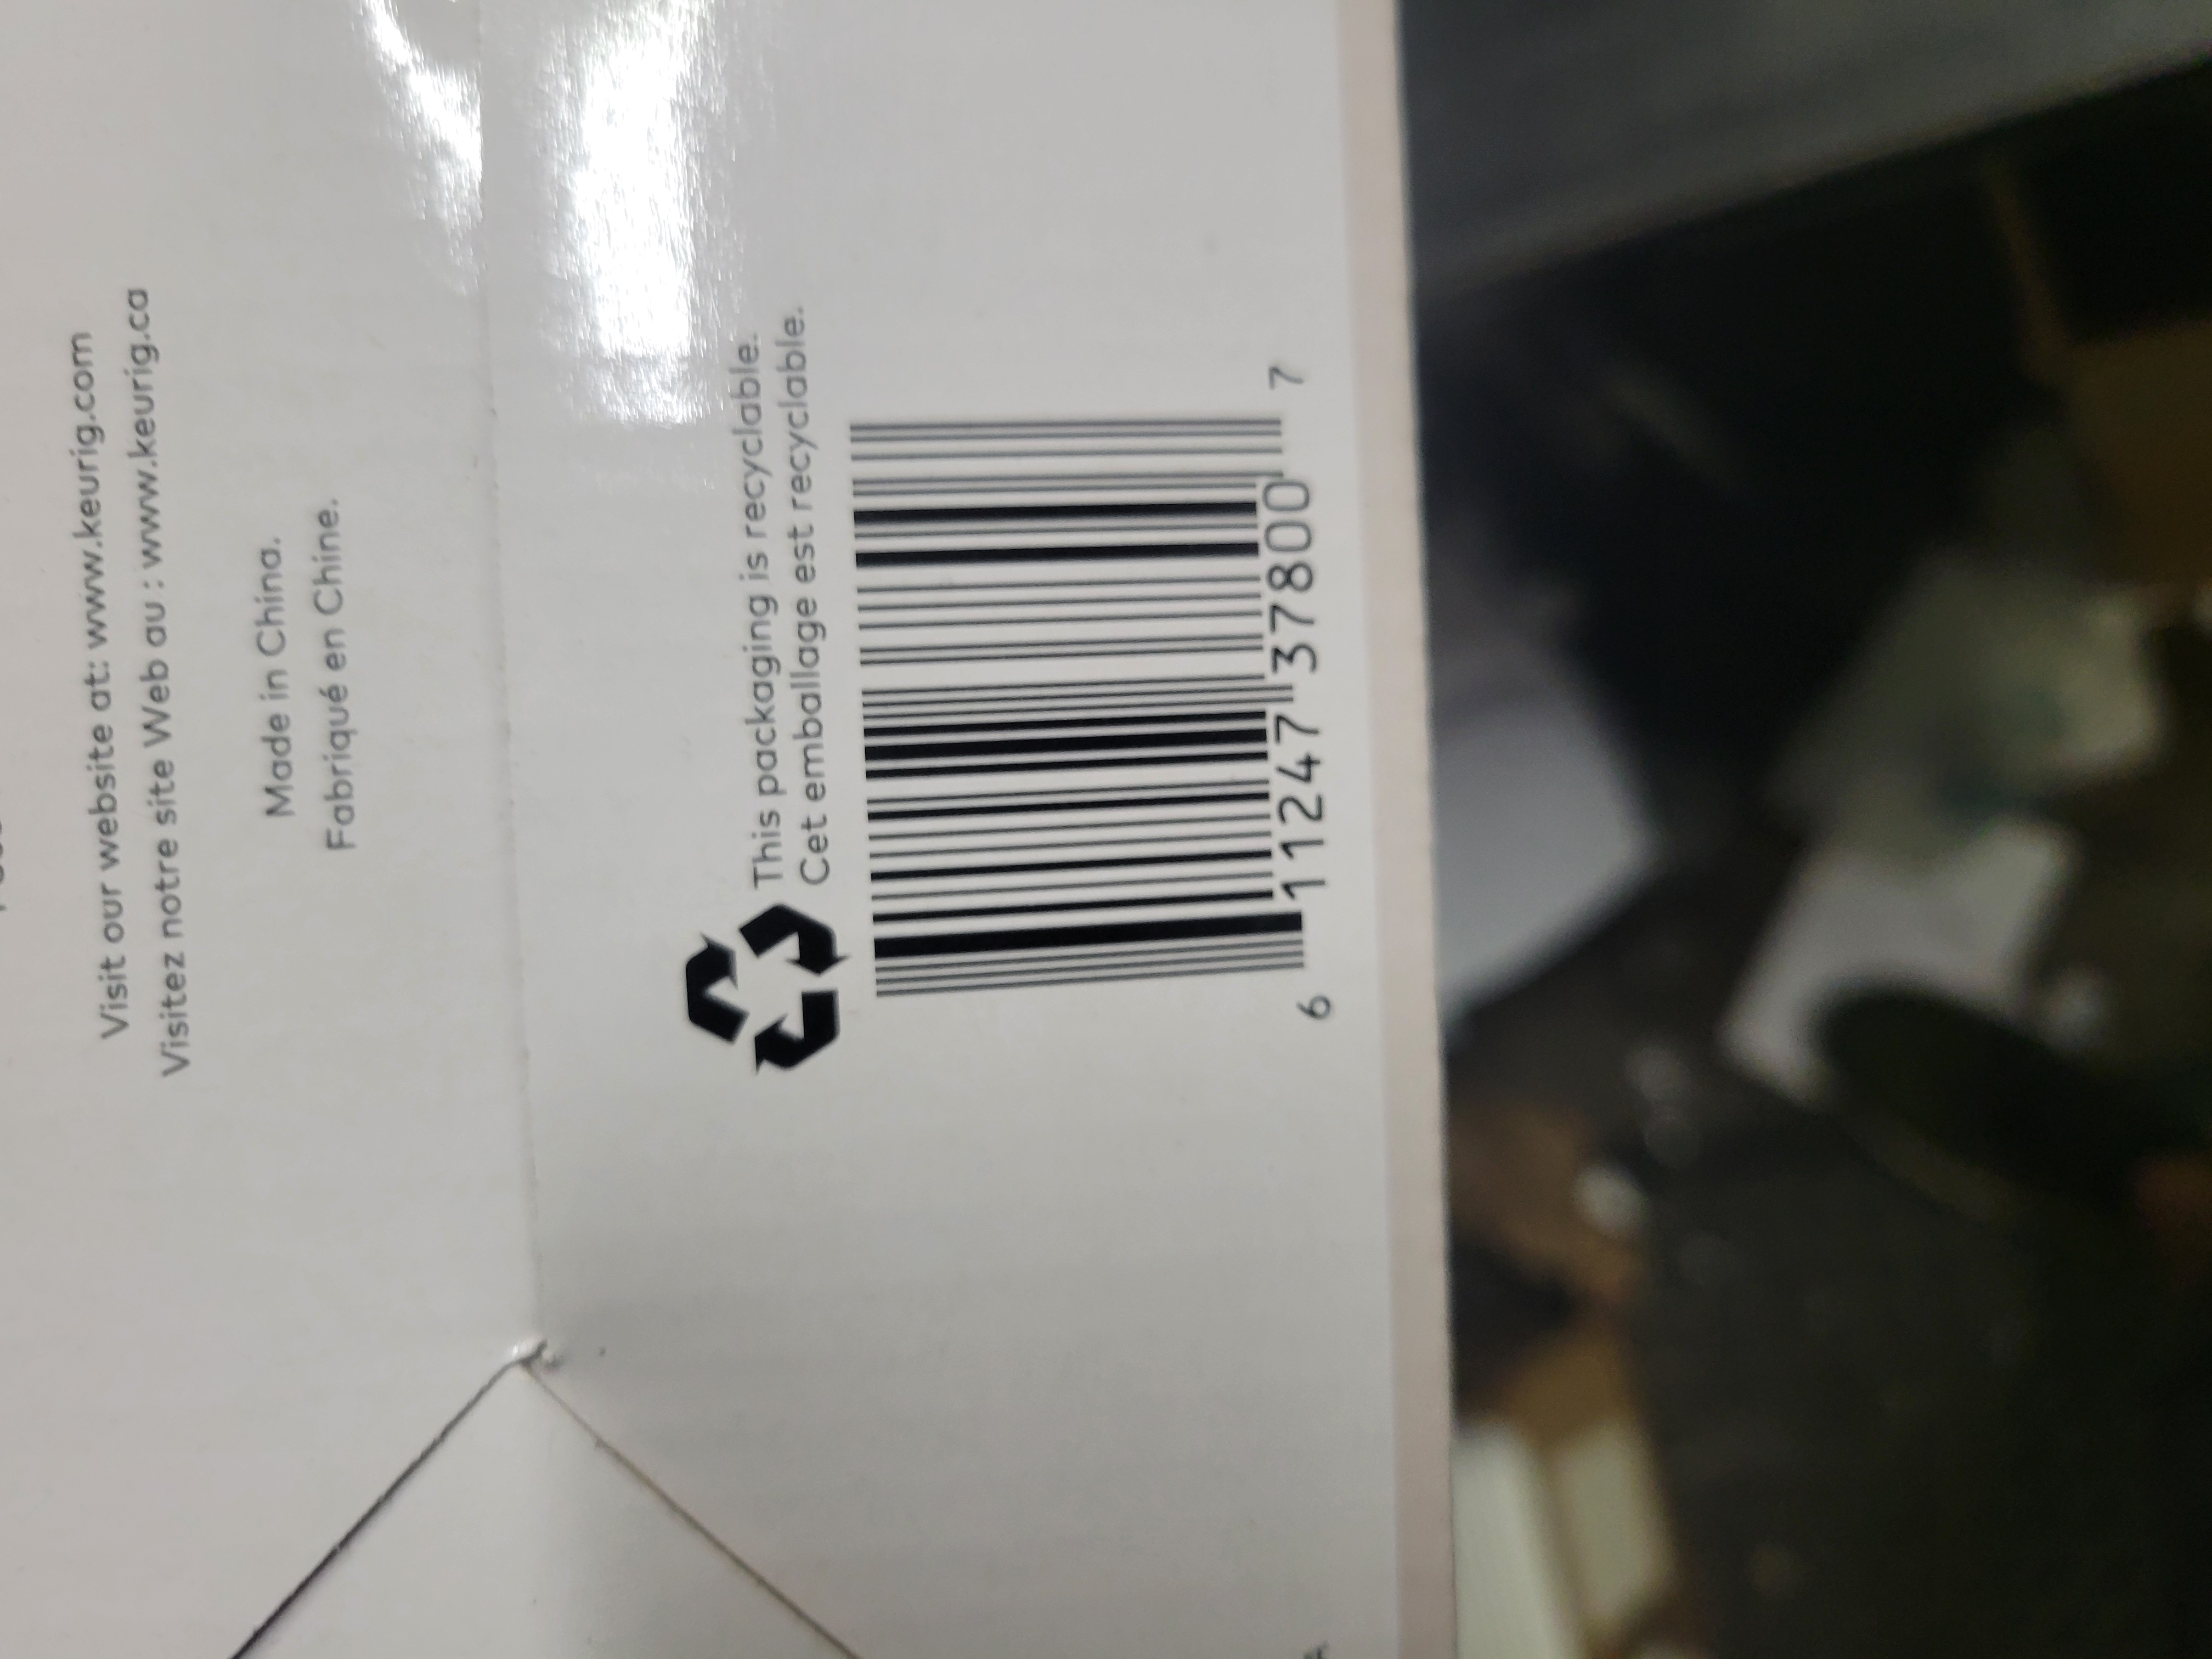 Visit our website at: www.keurig.com
Visitez notre site Web au : www.keurig.ca
Made in China.
Fabriqué en Chine.
This packaging is recyclable.
Cet emballage est recyclable.
6 11247 37800 7